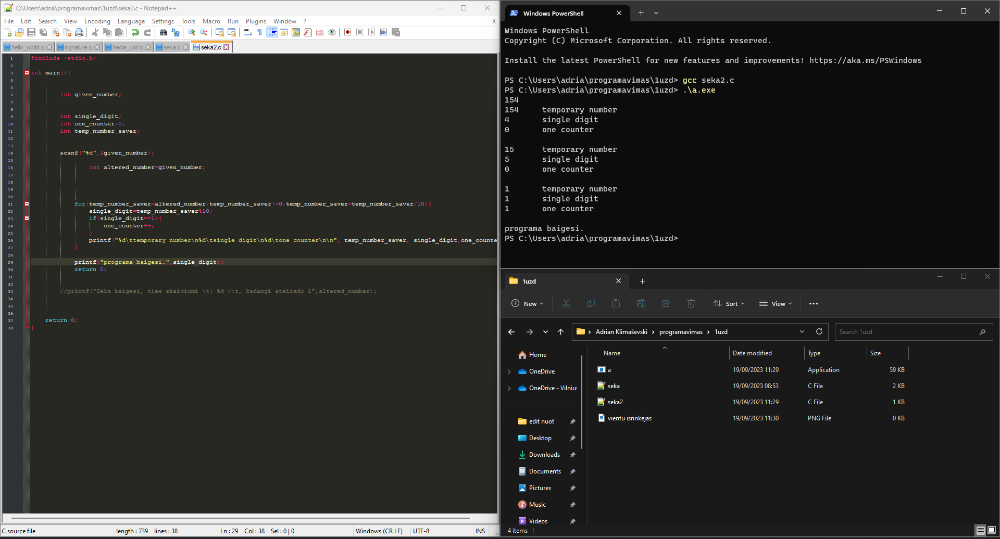 C:\Users\adria\programavimas\1uzd\seka2.c - Notepad++
File Edit Search View Encoding Language Settings Tools Macro Run Plugins Window ? X
hello_world.c signature.c trecia_uzd.c seka.c seka2.c
1 #include <stdio.h>
2
3 int main(){
4
5
6 int given_number;
7
8
9 int single_digit;
10 int one_counter=0;
11 int temp_number_saver;
12
13
14 scanf("%d",&given_number);
15
16 int altered_number=given_number;
17
18
19
20
21 for(temp_number_saver=altered_number;temp_number_saver!=0;temp_number_saver=temp_number_saver/10){
22 single_digit=temp_number_saver%10;
23 if(single_digit==1){
24 one_counter++;
25 }
26 printf("%d\ttemporary number\n%d\tsingle digit\n%d\tone counter\n\n", temp_number_saver, single_digit,one_counte
27 }
28
29 printf("programa baigesi.",single_digit);
30 return 0;
31
32
33 //printf("Seka baigesi, ties skaiciumi \t( %d )\t, kadangi atsirado 1",altered_number);
34
35
36
37 return 0;
38 }
C source file length : 739 lines : 38 Ln : 29 Col : 38 Sel : 0 | 0 Windows (CR LF) UTF-8 INS
Windows PowerShell
Windows PowerShell
Copyright (C) Microsoft Corporation. All rights reserved.
Install the latest PowerShell for new features and improvements! https://aka.ms/PSWindows
PS C:\Users\adria\programavimas\1uzd> gcc seka2.c
PS C:\Users\adria\programavimas\1uzd> .\a.exe
154
154 temporary number
4 single digit
0 one counter
15 temporary number
5 single digit
0 one counter
1 temporary number
1 single digit
1 one counter
programa baigesi.
PS C:\Users\adria\programavimas\1uzd>
1uzd
New Sort View
Adrian Klimaševski programavimas 1uzd Search 1uzd
Name Date modified Type Size
a 19/09/2023 11:29 Application 59 KB
seka 19/09/2023 08:53 C File 2 KB
seka2 19/09/2023 11:29 C File 1 KB
vientu isrinkejas 19/09/2023 11:30 PNG File 0 KB
Home
OneDrive
OneDrive - Vilnius
edit nuot
Desktop
Downloads
Documents
Pictures
Music
Videos
4 items